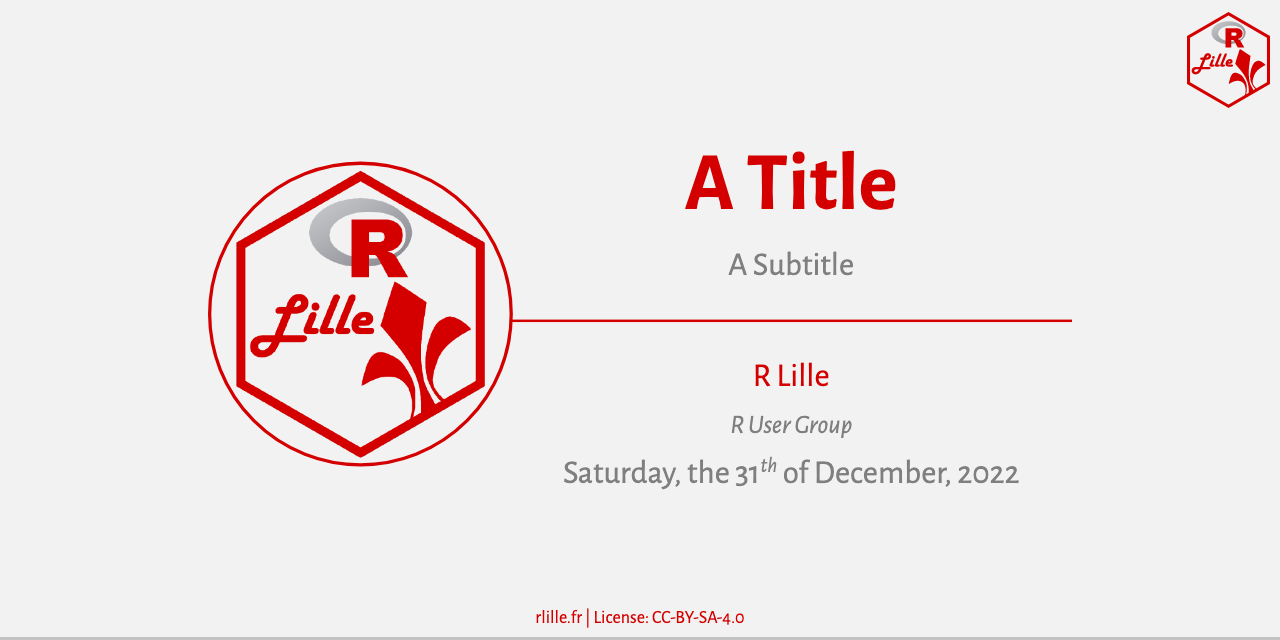 R
Lille
A Title
A Subtitle
R
Lille
R Lille
R User Group
Saturday, the 31th of December, 2022
rlille.fr | License: CC-BY-SA-4.0